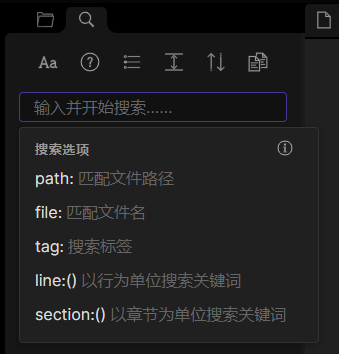 Aa
输入并开始搜索......
搜索选项
path: 匹配文件路径
file: 匹配文件名
tag: 搜索标签
line:() 以行为单位搜索关键词
section:() 以章节为单位搜索关键词